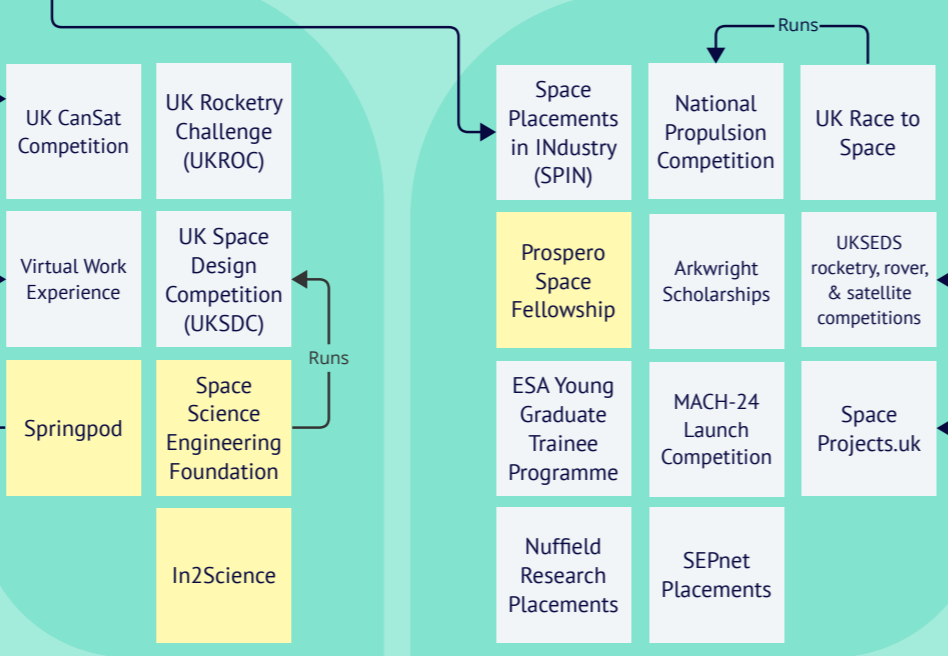 Runs
UK CanSat
Competition
UK Rocketry
Challenge
(UKROC)
Space
Placements
in INdustry
(SPIN)
National
Propulsion
Competition
UK Race to
Space
Virtual Work
Experience
UK Space
Design
Competition
(UKSDC)
Prospero
Space
Fellowship
Arkwright
Scholarships
UKSEDS
rocketry, rover,
& satellite
competitions
Runs
Springpod
Space
Science
Engineering
Foundation
ESA Young
Graduate
Trainee
Programme
MACH-24
Launch
Competition
Space
Projects.uk
In2Science
Nuffield
Research
Placements
SEPnet
Placements